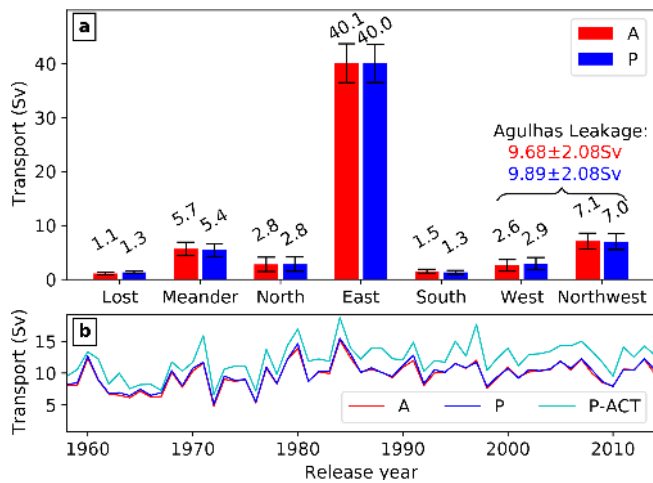 a
A
P
Transport (Sv)
40
30
20
10
0
1.1
1.3
5.7
5.4
2.8
2.8
40.1
40.0
1.5
1.3
2.6
2.9
7.1
7.0
Agulhas Leakage:
9.68±2.08Sv
9.89±2.08Sv
Lost Meander North East South West Northwest
b
Transport (Sv)
15
10
5
A P P-ACT
1960 1970 1980 1990 2000 2010
Release year